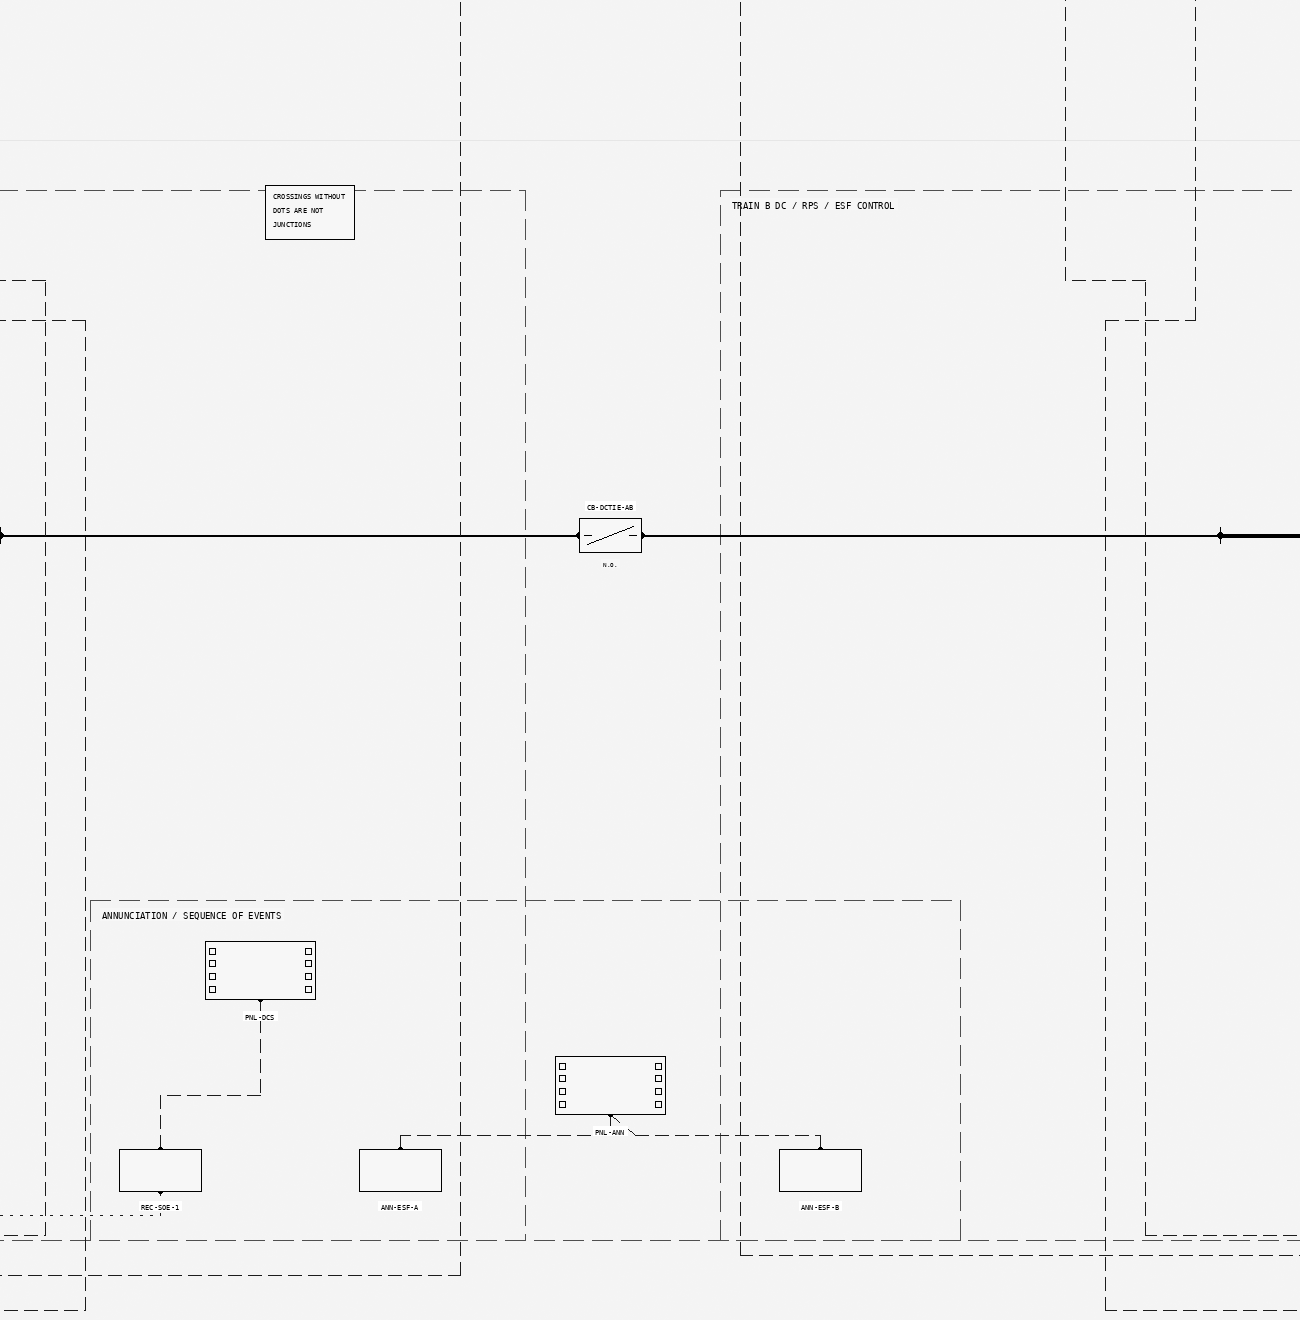 CROSSINGS WITHOUT
DOTS ARE NOT
JUNCTIONS
TRAIN B DC / RPS / ESF CONTROL
CB-DCTIE-AB
N.O.
ANNUNCIATION / SEQUENCE OF EVENTS
PNL-DCS
PNL-ANN
REC-SOE-1
ANN-ESF-A
ANN-ESF-B